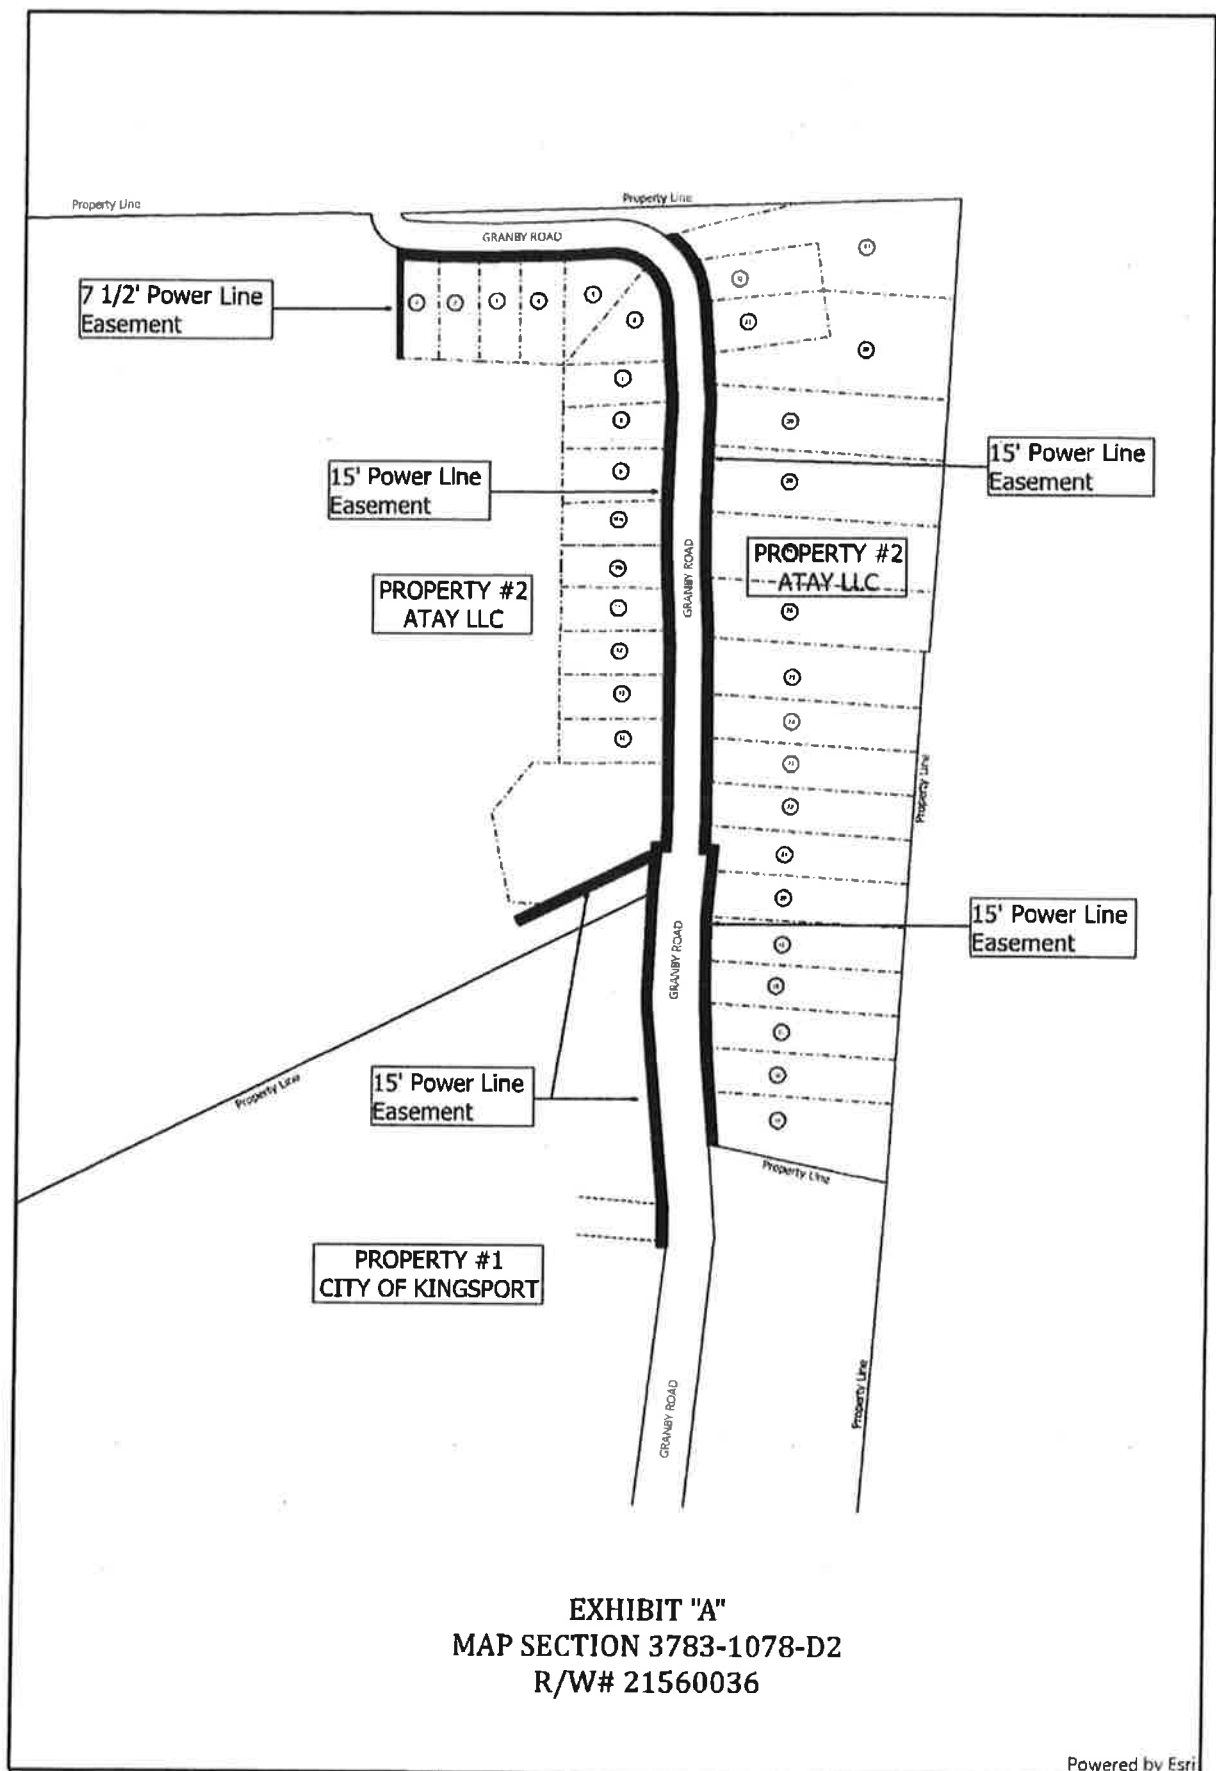 Property Line
Property Line
GRANBY ROAD
7 1/2' Power Line
Easement
15' Power Line
Easement
15' Power Line
Easement
PROPERTY #2
ATAY LLC
PROPERTY #2
ATAY LLC
GRANBY ROAD
Property Line
15' Power Line
Easement
GRANBY ROAD
15' Power Line
Easement
Property Line
Property Line
PROPERTY #1
CITY OF KINGSPORT
Property Line
GRANBY ROAD
EXHIBIT "A"
MAP SECTION 3783-1078-D2
R/W# 21560036
Powered by Esri